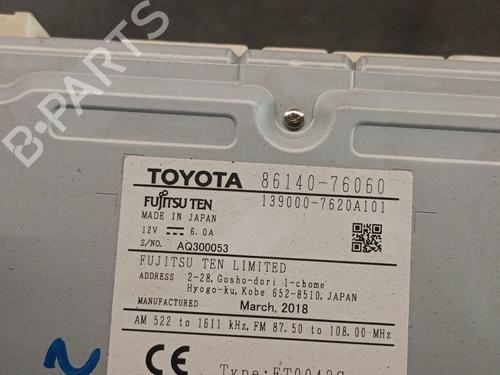 B-PARTS
TOYOTA 86140-76060
FUJITSU TEN 139000-7620A101
MADE IN JAPAN
12V 6.0A
S/NO. AQ300053
FUJITSU TEN LIMITED
ADDRESS 2-28, Gosho-dori 1-chome
Hyogo-ku, Kobe 652-8510, JAPAN
MANUFACTURED March, 2018
AM 522 to 1611 kHz, FM 87.50 to 108.00 MHz
CE Type: